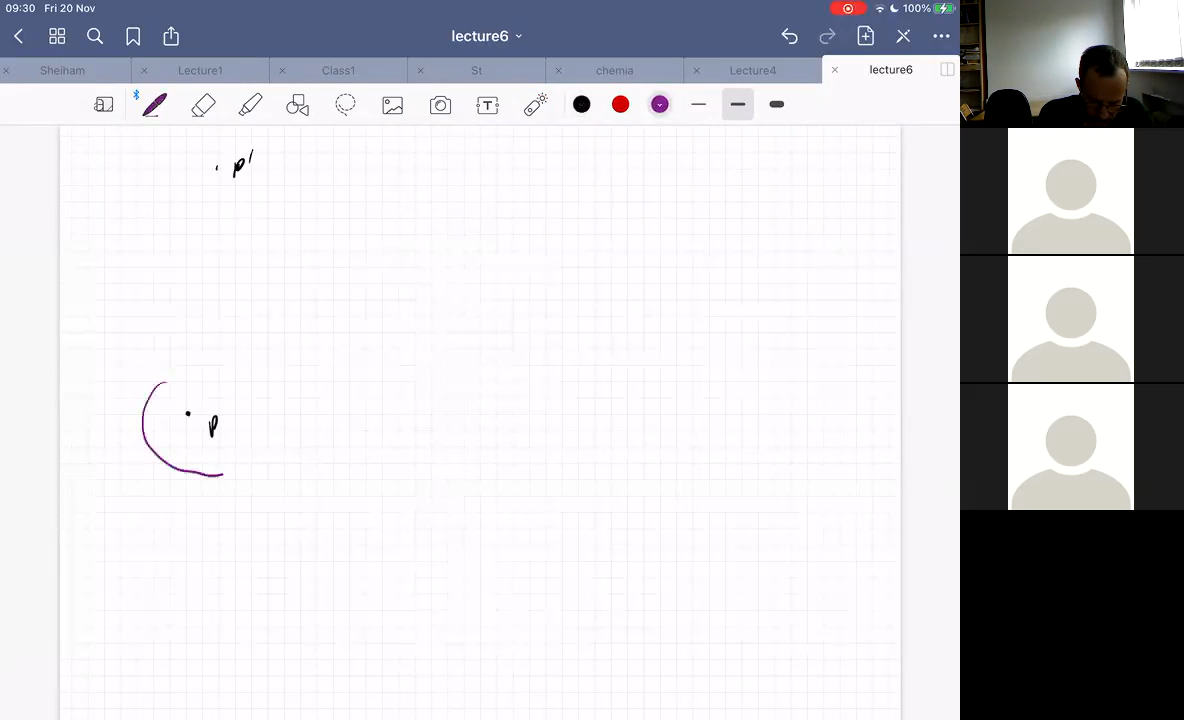 09:30 Fri 20 Nov
100%
lecture6
Sheiham
Lecture1
Class1
St
chemia
Lecture4
lecture6
T
p'
p